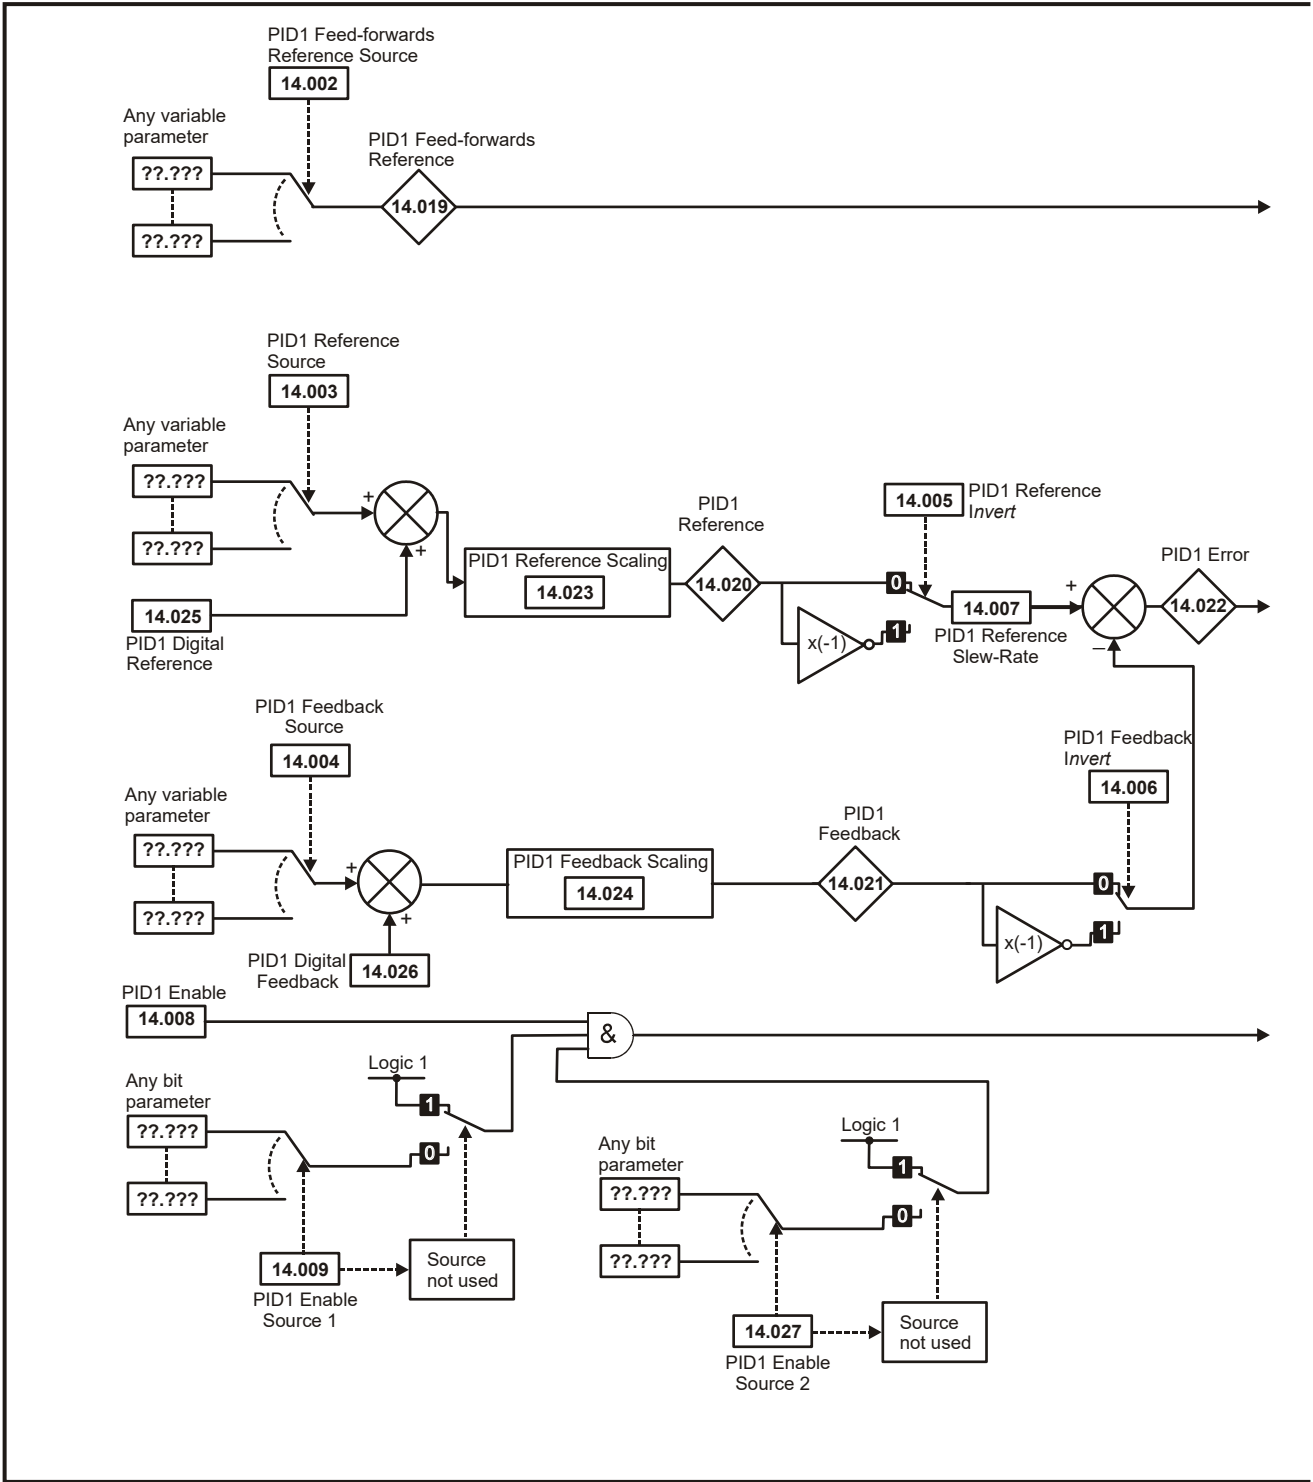 PID1 Feed-forwards
Reference Source
14.002
Any variable
parameter
??.???
??.???
PID1 Feed-forwards
Reference
14.019
PID1 Reference
Source
14.003
Any variable
parameter
??.???
??.???
+
+
14.025
PID1 Digital
Reference
PID1 Reference Scaling
14.023
PID1
Reference
14.020
14.005
PID1 Reference
Invert
0
1
x(-1)
14.007
PID1 Reference
Slew-Rate
+
–
PID1 Error
14.022
PID1 Feedback
Source
14.004
Any variable
parameter
??.???
??.???
+
+
PID1 Digital
Feedback
14.026
PID1 Feedback Scaling
14.024
PID1
Feedback
14.021
PID1 Feedback
Invert
14.006
0
1
x(-1)
PID1 Enable
14.008
&
Logic 1
1
0
Any bit
parameter
??.???
??.???
14.009
PID1 Enable
Source 1
Source
not used
Logic 1
1
0
Any bit
parameter
??.???
??.???
14.027
PID1 Enable
Source 2
Source
not used